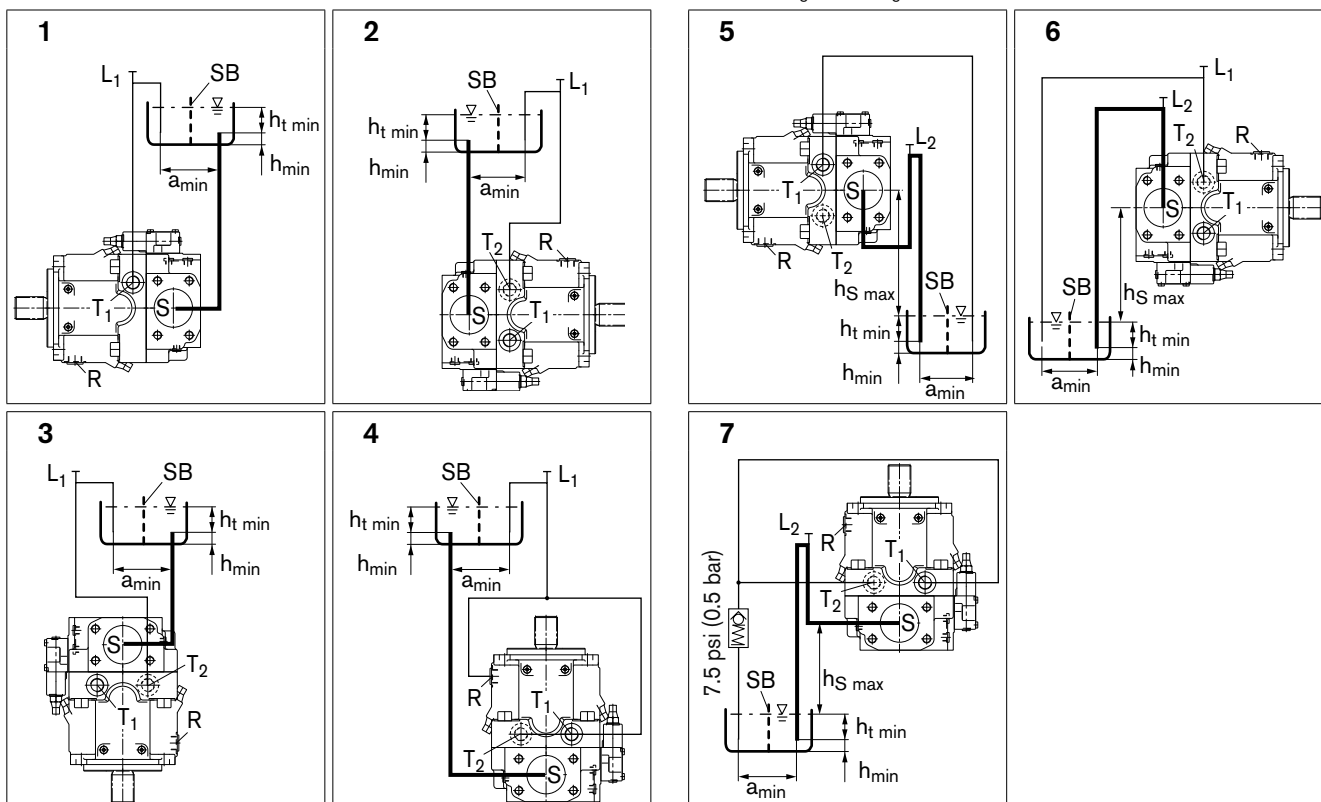 1
L1
SB
ht min
hmin
amin
T1
S
R
2
L1
SB
ht min
hmin
amin
T2
R
S
T1
5
L2
T1
S
T2
R
hS max
SB
ht min
hmin
amin
6
L1
L2
T2
R
S
T1
hS max
SB
ht min
hmin
amin
3
L1
SB
ht min
hmin
amin
S
T2
T1
R
4
L1
SB
ht min
hmin
amin
R
T1
T2
S
7
L2
R
T1
T2
S
7.5 psi (0.5 bar)
hS max
SB
ht min
hmin
amin